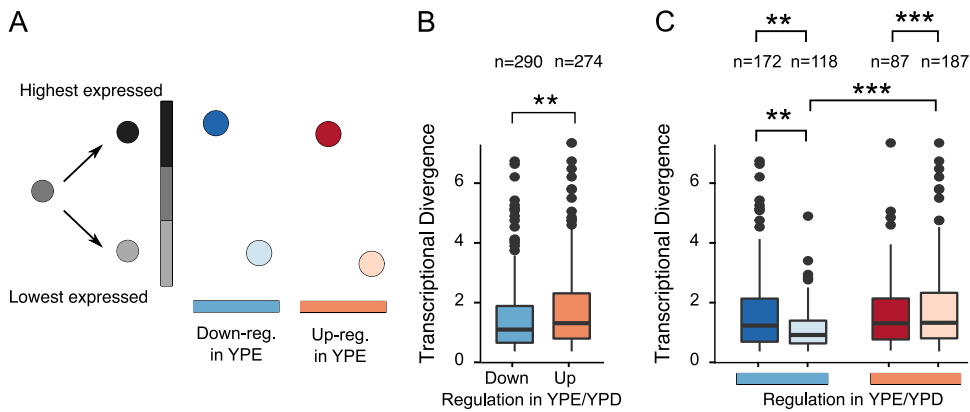 A
Highest expressed
Lowest expressed
Down-reg.
in YPE
Up-reg.
in YPE
B
n=290 n=274
**
Transcriptional Divergence
6
4
2
0
Down Up
Regulation in YPE/YPD
C
** ***
n=172 n=118 n=87 n=187
***
**
Transcriptional Divergence
6
4
2
0
Regulation in YPE/YPD